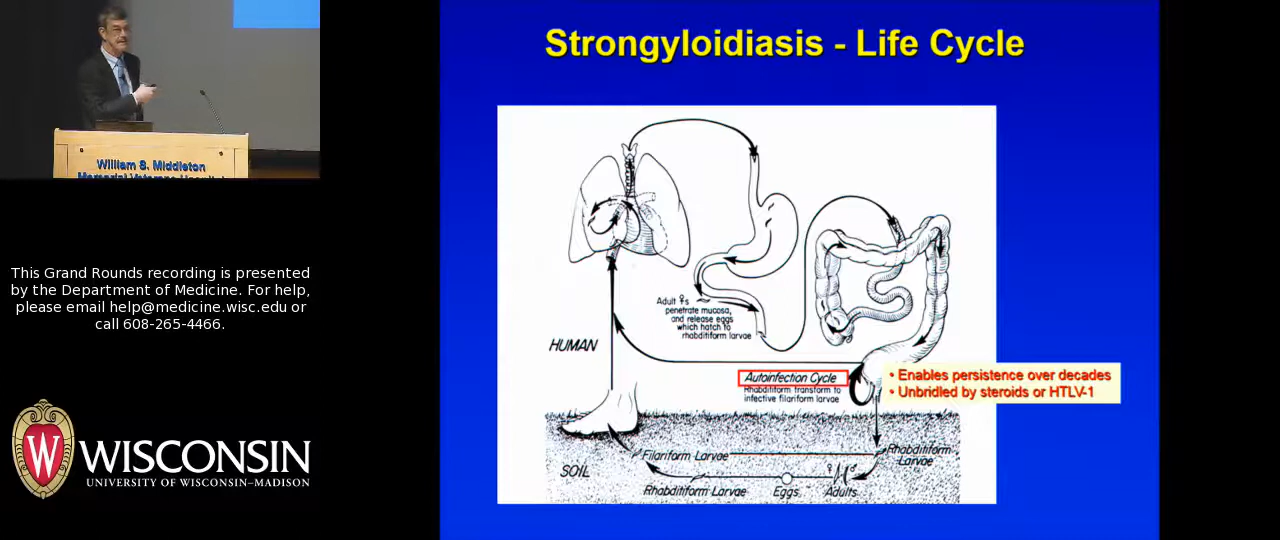 Strongyloidiasis - Life Cycle
William S. Middleton
Memorial Veterans Hospital
This Grand Rounds recording is presented
by the Department of Medicine. For help,
please email help@medicine.wisc.edu or
call 608-265-4466.
W
WISCONSIN
UNIVERSITY OF WISCONSIN–MADISON
Adult ♀s
penetrate mucosa,
and release eggs
which hatch to
rhabditiform larvae
HUMAN
Autoinfection Cycle
Rhabditiform transform to
infective filariform larvae
• Enables persistence over decades
• Unbridled by steroids or HTLV-1
SOIL
Filariform Larvae
Rhabditiform
Larvae
Rhabditiform Larvae
Eggs
♀ ♂
Adults